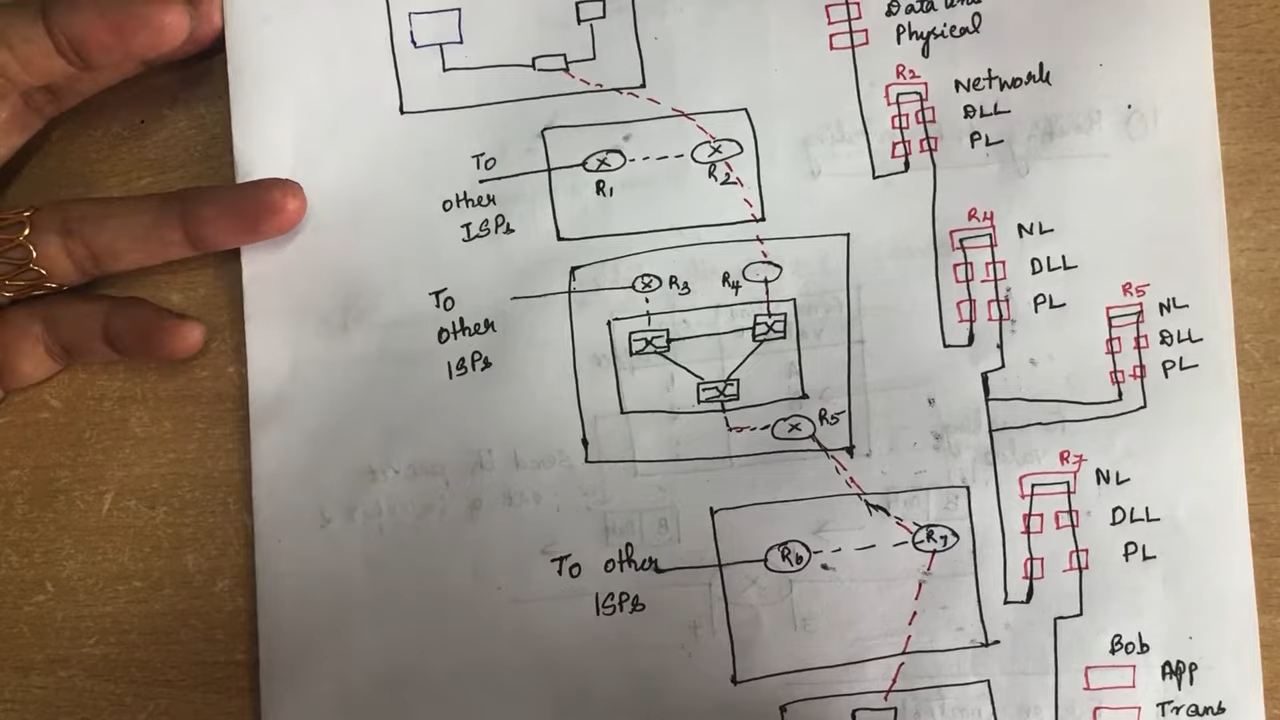 Data
Physical
R2
Network
DLL
PL
To
other
ISPs
R1
R2
R4
NL
DLL
PL
To
other
ISPs
R3
R4
R5
R5
NL
DLL
PL
To other
ISPs
R6
R7
R7
NL
DLL
PL
Bob
App
Trans